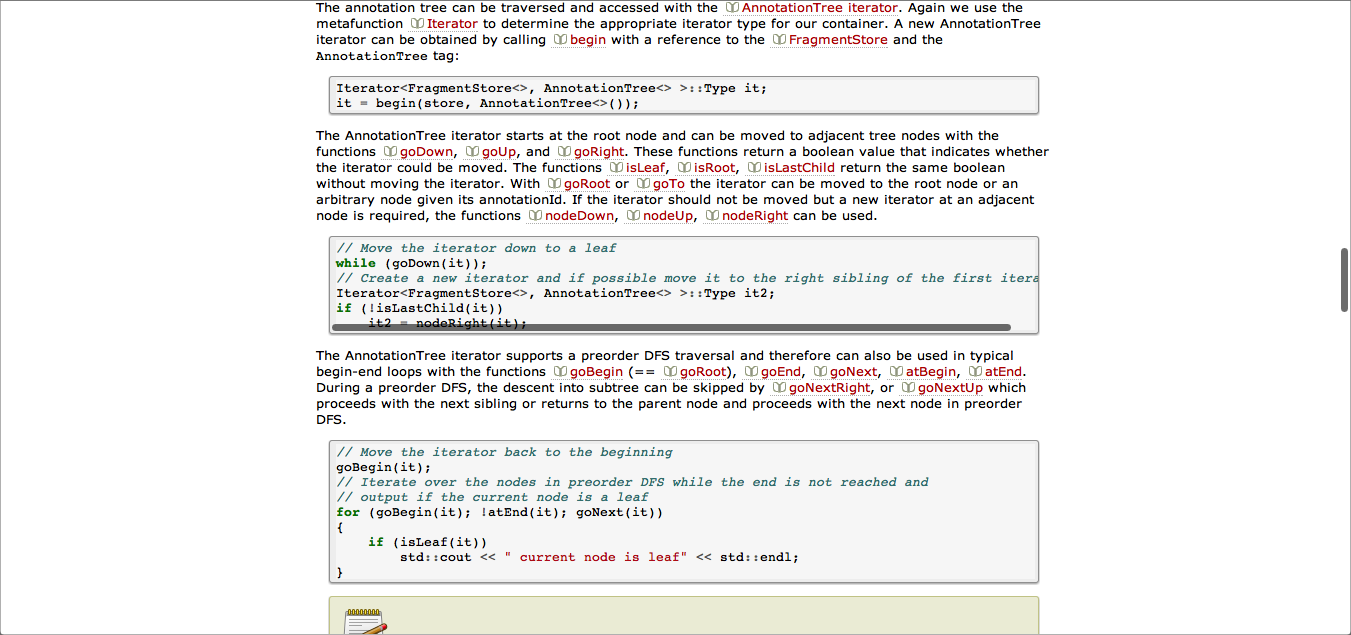 The annotation tree can be traversed and accessed with the AnnotationTree iterator. Again we use the
metafunction Iterator to determine the appropriate iterator type for our container. A new AnnotationTree
iterator can be obtained by calling begin with a reference to the FragmentStore and the
AnnotationTree tag:
Iterator<FragmentStore<>, AnnotationTree<> >::Type it;
it = begin(store, AnnotationTree<>());
The AnnotationTree iterator starts at the root node and can be moved to adjacent tree nodes with the
functions goDown, goUp, and goRight. These functions return a boolean value that indicates whether
the iterator could be moved. The functions isLeaf, isRoot, isLastChild return the same boolean
without moving the iterator. With goRoot or goTo the iterator can be moved to the root node or an
arbitrary node given its annotationId. If the iterator should not be moved but a new iterator at an adjacent
node is required, the functions nodeDown, nodeUp, nodeRight can be used.
// Move the iterator down to a leaf
while (goDown(it));
// Create a new iterator and if possible move it to the right sibling of the first itera
Iterator<FragmentStore<>, AnnotationTree<> >::Type it2;
if (!isLastChild(it))
    it2 = nodeRight(it);
The AnnotationTree iterator supports a preorder DFS traversal and therefore can also be used in typical
begin-end loops with the functions goBegin (== goRoot), goEnd, goNext, atBegin, atEnd.
During a preorder DFS, the descent into subtree can be skipped by goNextRight, or goNextUp which
proceeds with the next sibling or returns to the parent node and proceeds with the next node in preorder
DFS.
// Move the iterator back to the beginning
goBegin(it);
// Iterate over the nodes in preorder DFS while the end is not reached and
// output if the current node is a leaf
for (goBegin(it); !atEnd(it); goNext(it))
{
    if (isLeaf(it))
        std::cout << " current node is leaf" << std::endl;
}